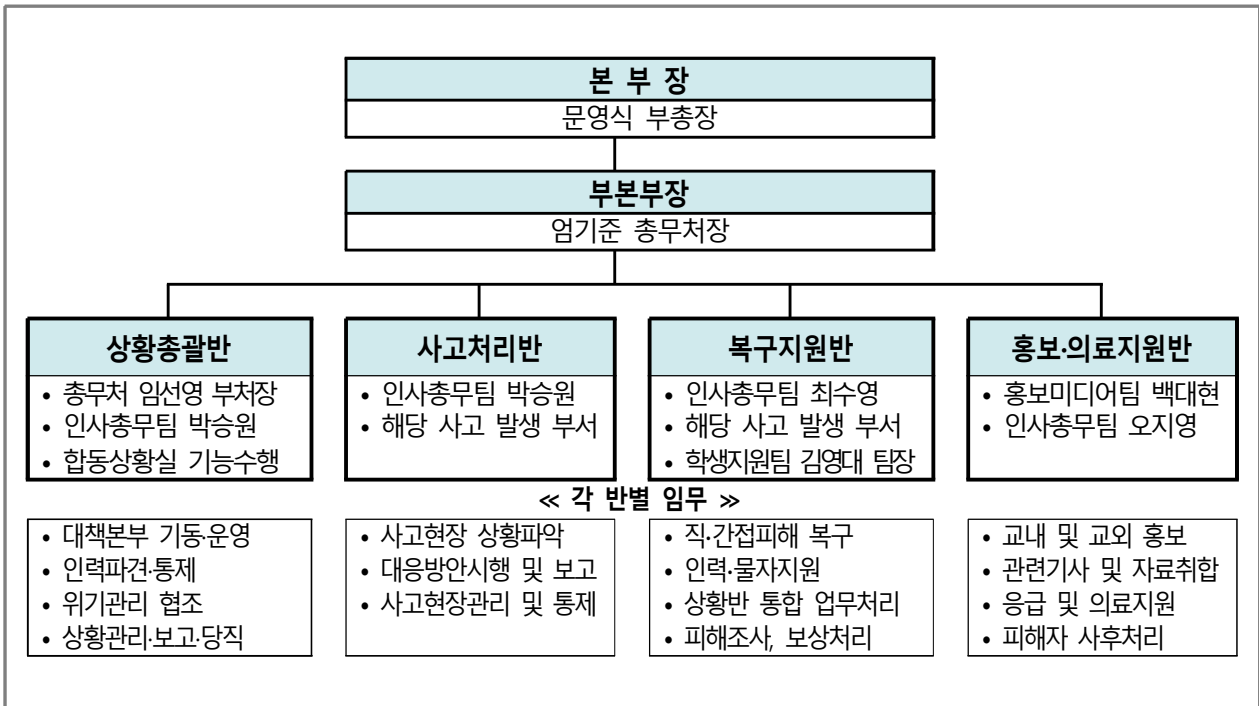 본 부 장
문영식 부총장
부본부장
엄기준 총무처장
상황총괄반
• 총무처 임선영 부처장
• 인사총무팀 박승원
• 합동상황실 기능수행
사고처리반
• 인사총무팀 박승원
• 해당 사고 발생 부서
복구지원반
• 인사총무팀 최수영
• 해당 사고 발생 부서
• 학생지원팀 김영대 팀장
홍보·의료지원반
• 홍보미디어팀 백대현
• 인사총무팀 오지영
≪ 각 반별 임무 ≫
• 대책본부 기동·운영
• 인력파견·통제
• 위기관리 협조
• 상황관리·보고·당직
• 사고현장 상황파악
• 대응방안시행 및 보고
• 사고현장관리 및 통제
• 직·간접피해 복구
• 인력·물자지원
• 상황반 통합 업무처리
• 피해조사, 보상처리
• 교내 및 교외 홍보
• 관련기사 및 자료취합
• 응급 및 의료지원
• 피해자 사후처리